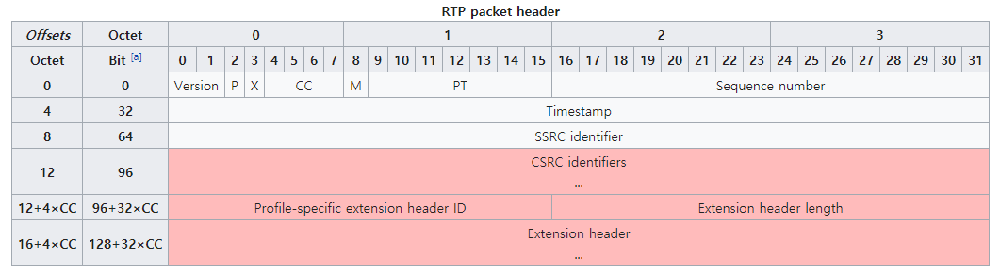 RTP packet header
Offsets Octet 0 1 2 3
Octet Bit [a] 0 1 2 3 4 5 6 7 8 9 10 11 12 13 14 15 16 17 18 19 20 21 22 23 24 25 26 27 28 29 30 31
0 0 Version P X CC M PT Sequence number
4 32 Timestamp
8 64 SSRC identifier
12 96 CSRC identifiers
...
12+4×CC 96+32×CC Profile-specific extension header ID Extension header length
16+4×CC 128+32×CC Extension header
...